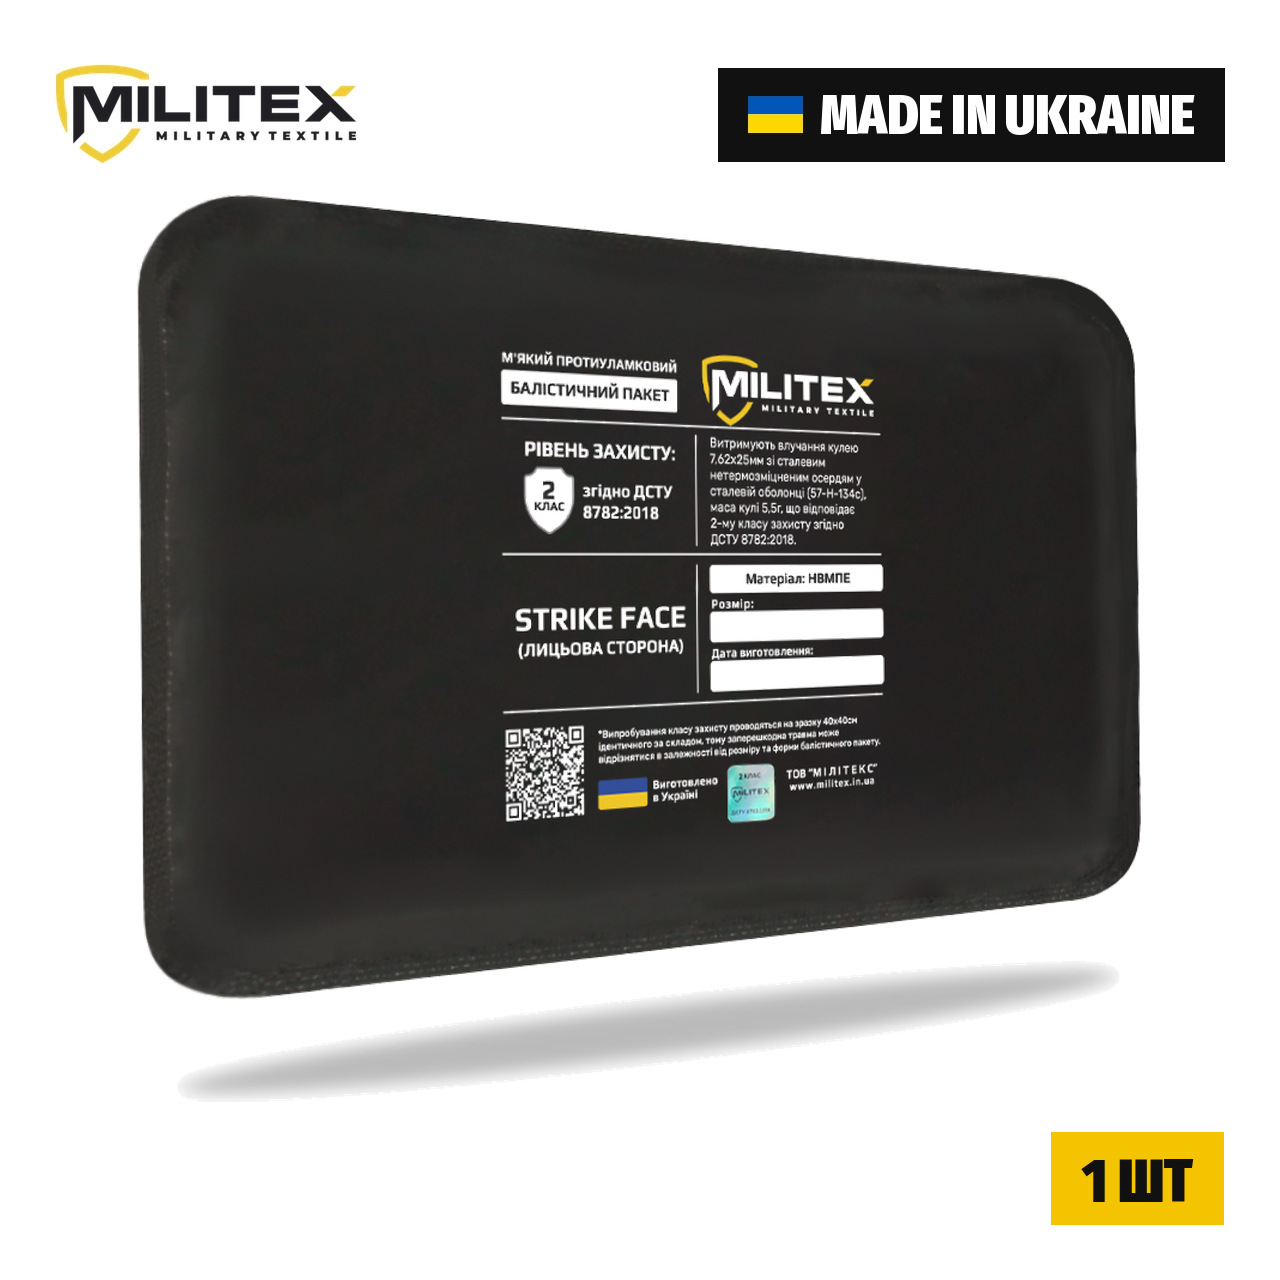 MILITEX
MILITARY TEXTILE
MADE IN UKRAINE
М'ЯКИЙ ПРОТИУЛАМКОВИЙ
БАЛІСТИЧНИЙ ПАКЕТ
MILITEX
MILITARY TEXTILE
РІВЕНЬ ЗАХИСТУ:
2
КЛАС
згідно ДСТУ
8782:2018
Витримують влучання кулею
7,62х25мм зі сталевим
нетермозміцненим осердям у
сталевій оболонці (57-Н-134с),
маса кулі 5,5г, що відповідає
2-му класу захисту згідно
ДСТУ 8782:2018.
STRIKE FACE
(ЛИЦЬОВА СТОРОНА)
Матеріал: НВМПЕ
Розмір:
Дата виготовлення:
*Випробування класу захисту проводяться на зразку 40х40см
ідентичного за складом, тому заперешкодна травма може
відрізнятися в залежності від розміру та форми балістичного пакету.
Виготовлено
в Україні
2 КЛАС
MILITEX
ТОВ "МІЛІТЕКС"
www.militex.in.ua
1 ШТ